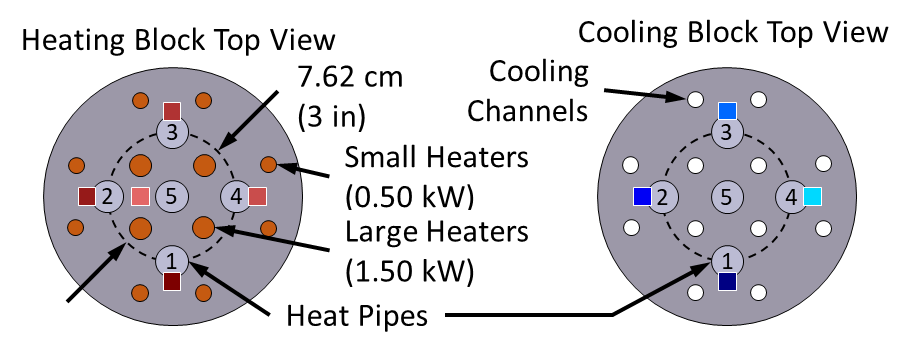 Heating Block Top View
7.62 cm
(3 in)
Small Heaters
(0.50 kW)
Large Heaters
(1.50 kW)
Heat Pipes
3
2
5
4
1
Cooling Block Top View
Cooling
Channels
3
2
5
4
1